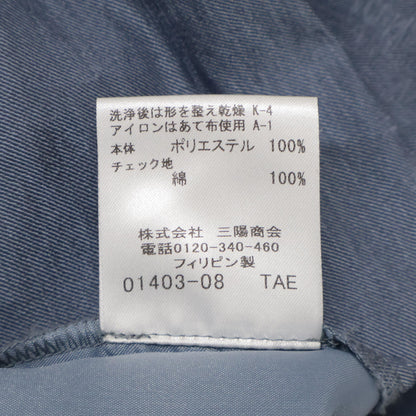 洗浄後は形を整え乾燥 K-4
アイロンはあて布使用 A-1
本体 ポリエステル 100%
チェック地
綿 100%
株式会社 三陽商会
電話0120-340-460
フィリピン製
01403-08 TAE